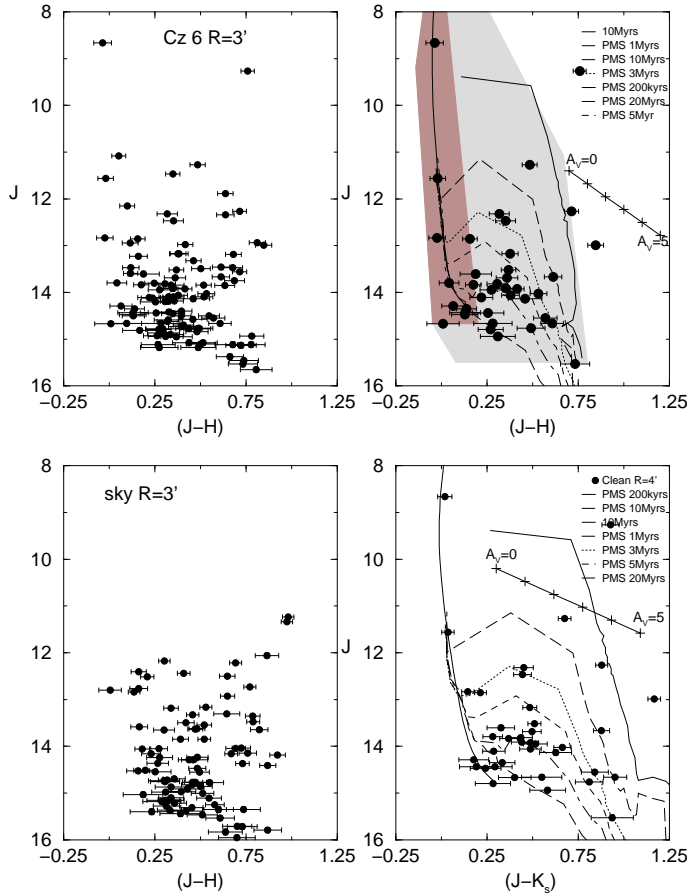 8
10
12
14
16
J
Cz 6 R=3'
−0.25
0.25
0.75
1.25
(J−H)
8
10
12
14
16
J
10Myrs
PMS 1Myrs
PMS 10Myrs
PMS 3Myrs
PMS 200kyrs
PMS 20Myrs
PMS 5Myr
A_V=0
A_V=5
−0.25
0.25
0.75
1.25
(J−H)
8
10
12
14
16
sky R=3'
−0.25
0.25
0.75
1.25
(J−H)
8
10
12
14
16
J
Clean R=4'
PMS 200kyrs
PMS 10Myrs
10Myrs
PMS 1Myrs
PMS 3Myrs
PMS 5Myrs
PMS 20Myrs
A_V=0
A_V=5
−0.25
0.25
0.75
1.25
(J−K_s)